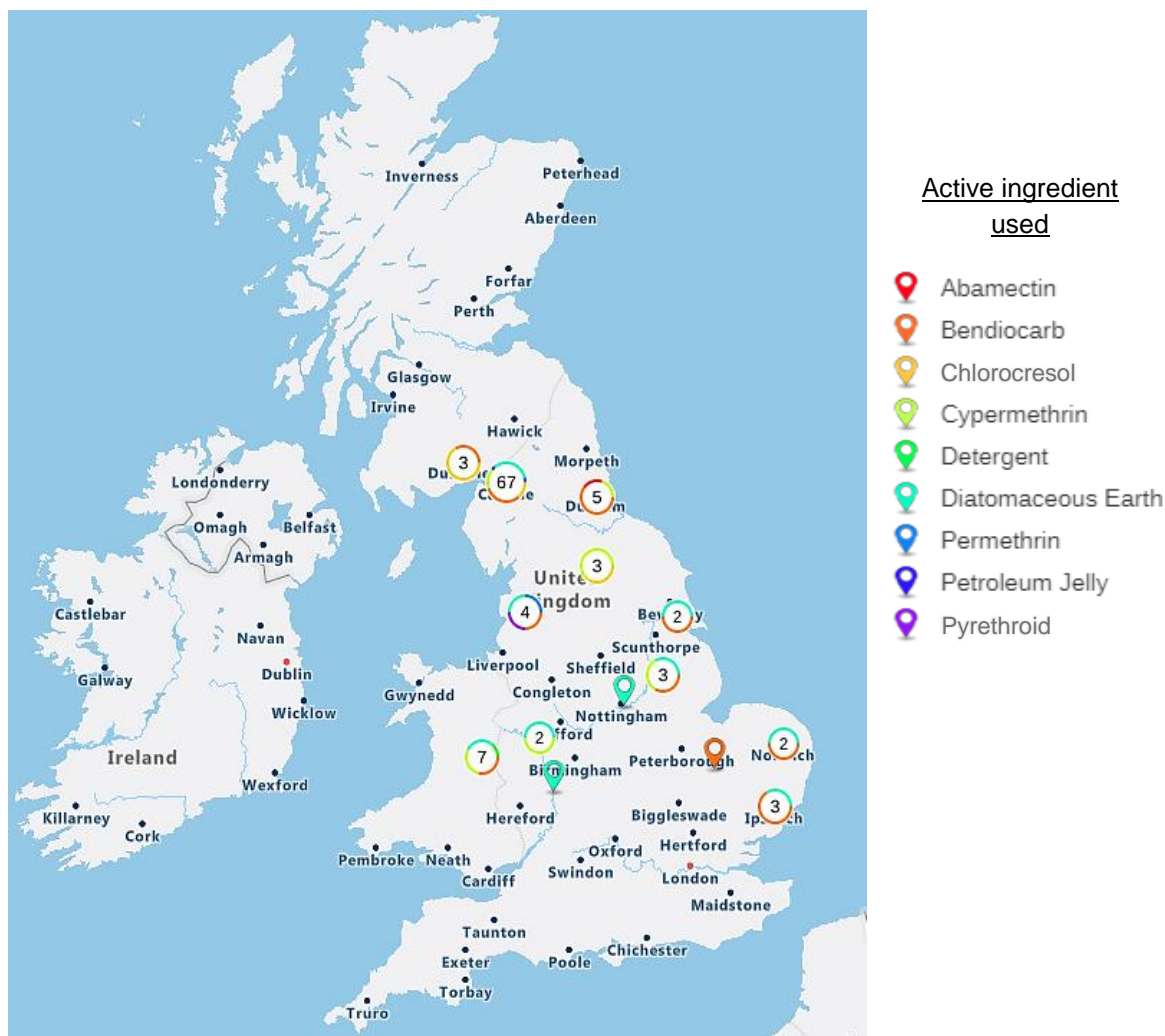 Inverness
Peterhead
Aberdeen
Forfar
Perth
Glasgow
Irvine
Hawick
Morpeth
3
67
5
Londonderry
Omagh
Belfast
Armagh
3
United
Kingdom
Castlebar
4
2
Navan
Scunthorpe
Liverpool
Sheffield
Dublin
3
Galway
Gwynedd
Congleton
Wicklow
Nottingham
2
2
Ireland
7
Birmingham
Peterborough
Wexford
Killarney
Hereford
Biggleswade
3
Cork
Hertford
Oxford
Pembroke
Neath
Swindon
London
Cardiff
Maidstone
Taunton
Chichester
Exeter
Poole
Torbay
Truro
Active ingredient
used
Abamectin
Bendiocarb
Chlorocresol
Cypermethrin
Detergent
Diatomaceous Earth
Permethrin
Petroleum Jelly
Pyrethroid